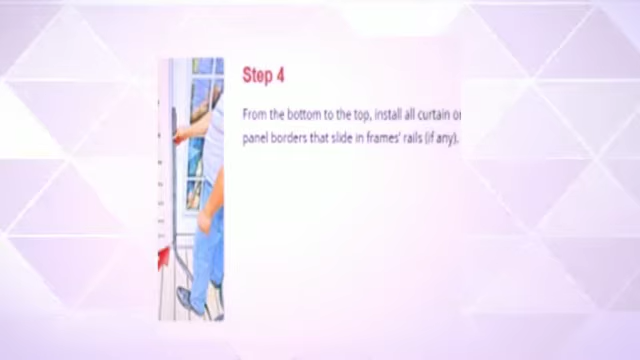 Step 4
From the bottom to the top, install all curtain or
panel borders that slide in frames' rails (if any).